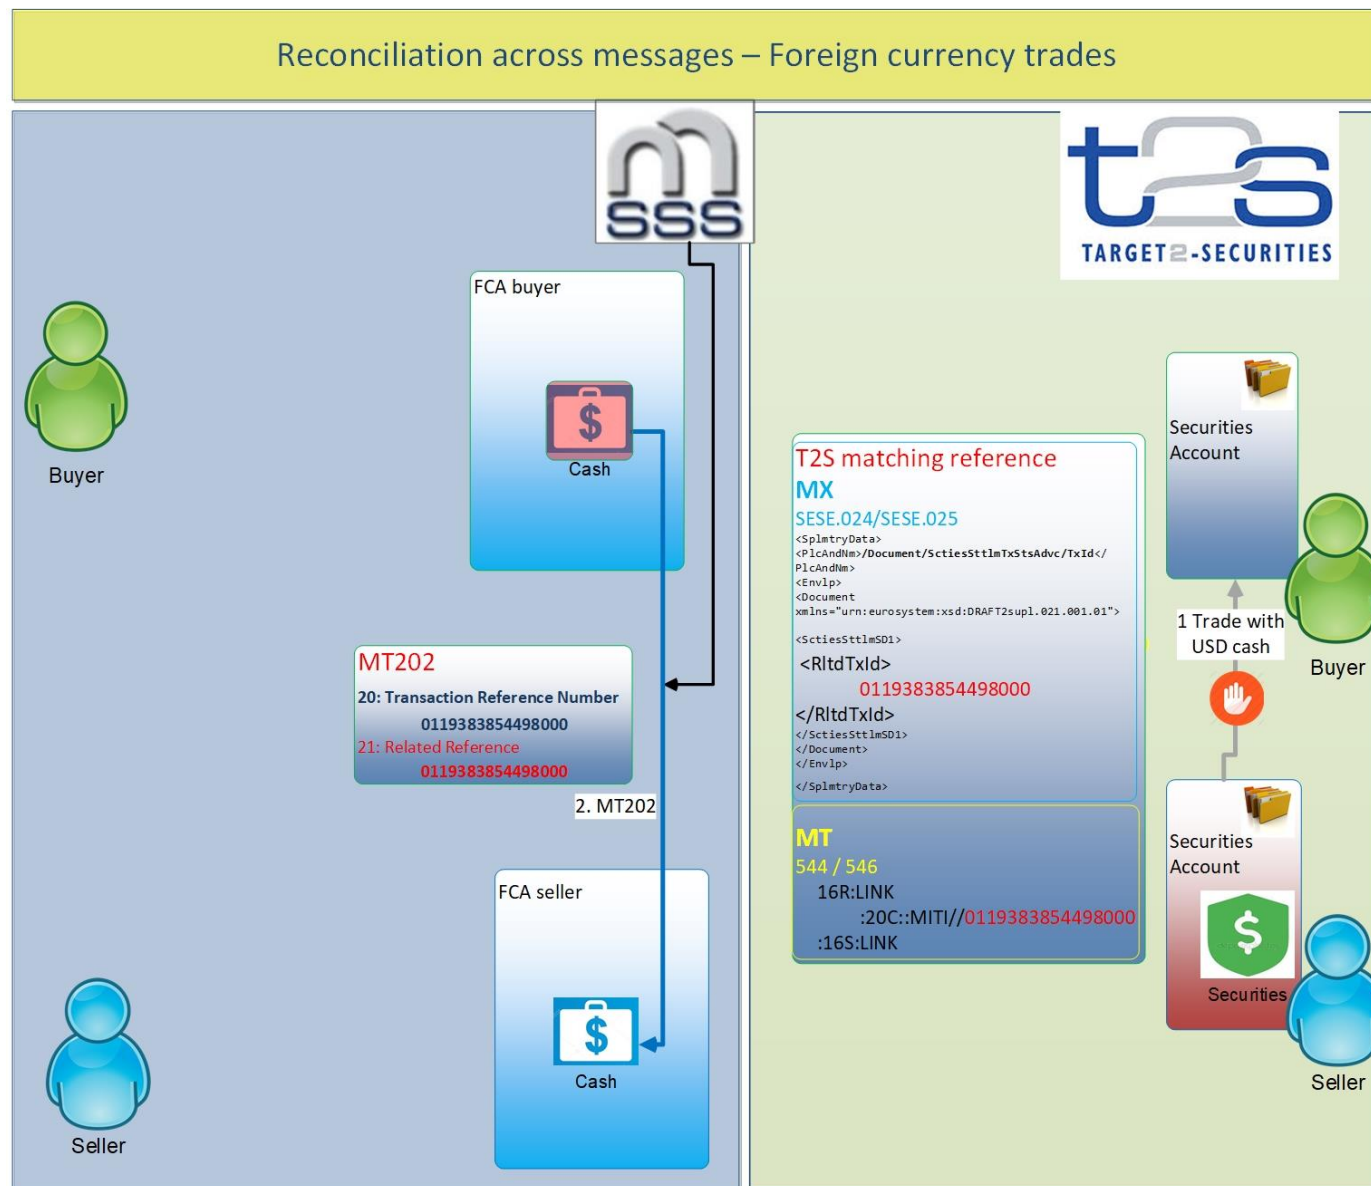 Reconciliation across messages – Foreign currency trades
SSS
t2s
TARGET2-SECURITIES
FCA buyer
$
Cash
Buyer
MT202
20: Transaction Reference Number
0119383854498000
21: Related Reference
0119383854498000
2. MT202
FCA seller
$
Cash
Seller
T2S matching reference
MX
SESE.024/SESE.025
<SplmtryData>
<PlcAndNm>/Document/SctiesSttlmTxStsAdvc/TxId</
PlcAndNm>
<Envlp>
<Document
xmlns="urn:eurosystem:xsd:DRAFT2supl.021.001.01">
<SctiesSttlmSD1>
<RltdTxId>
0119383854498000
</RltdTxId>
</SctiesSttlmSD1>
</Document>
</Envlp>
</SplmtryData>
MT
544 / 546
16R:LINK
:20C::MITI//0119383854498000
:16S:LINK
Securities
Account
1 Trade with
USD cash
Buyer
Securities
Account
$
Securities
Seller